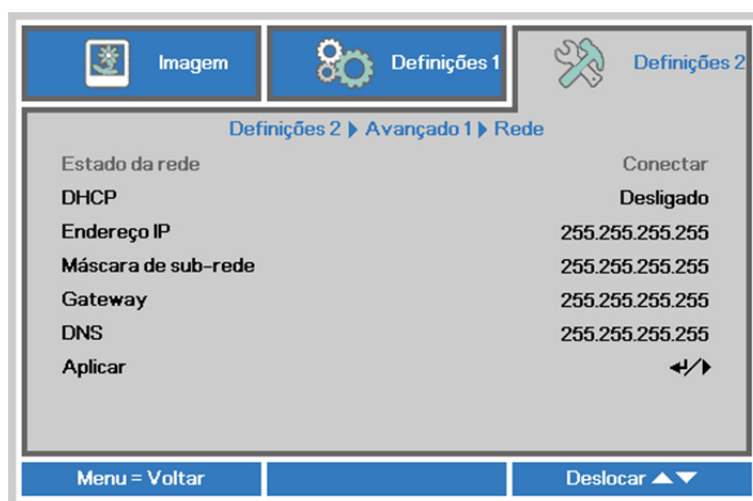 Imagem
Definições 1
Definições 2
Definições 2 ▶ Avançado 1 ▶ Rede
Estado da rede Conectar
DHCP Desligado
Endereço IP 255.255.255.255
Máscara de sub-rede 255.255.255.255
Gateway 255.255.255.255
DNS 255.255.255.255
Aplicar ↵/▶
Menu = Voltar
Deslocar ▲▼